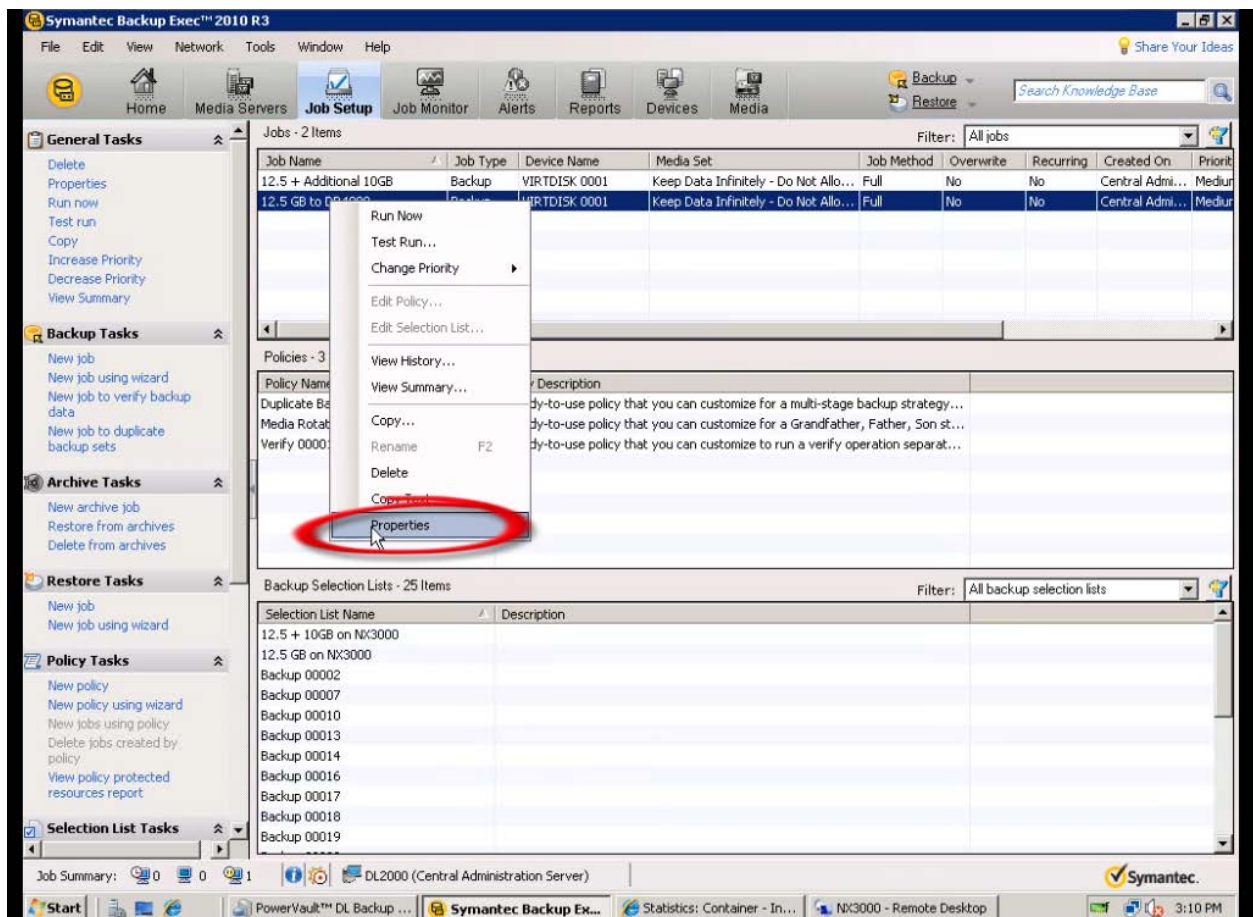 Symantec Backup Exec™ 2010 R3
File Edit View Network Tools Window Help
Share Your Ideas
Home Media Servers Job Setup Job Monitor Alerts Reports Devices Media
Backup
Restore
Search Knowledge Base
General Tasks
Delete
Properties
Run now
Test run
Copy
Increase Priority
Decrease Priority
View Summary
Backup Tasks
New job
New job using wizard
New job to verify backup
data
New job to duplicate
backup sets
Archive Tasks
New archive job
Restore from archives
Delete from archives
Restore Tasks
New job
New job using wizard
Policy Tasks
New policy
New policy using wizard
New jobs using policy
Delete jobs created by
policy
View policy protected
resources report
Selection List Tasks
Jobs - 2 Items
Filter: All jobs
Job Name Job Type Device Name Media Set Job Method Overwrite Recurring Created On Priorit
12.5 + Additional 10GB Backup VIRTDISK 0001 Keep Data Infinitely - Do Not Allo... Full No No Central Admi... Mediur
12.5 GB to Backup VIRTDISK 0001 Keep Data Infinitely - Do Not Allo... Full No No Central Admi... Mediur
Run Now
Test Run...
Change Priority
Edit Policy...
Edit Selection List...
View History...
View Summary...
Copy...
Rename F2
Delete
Copy Text
Properties
Policies - 3
Policy Name y Description
Duplicate Ba dy-to-use policy that you can customize for a multi-stage backup strategy...
Media Rotat dy-to-use policy that you can customize for a Grandfather, Father, Son st...
Verify 0000 dy-to-use policy that you can customize to run a verify operation separat...
Backup Selection Lists - 25 Items
Filter: All backup selection lists
Selection List Name Description
12.5 + 10GB on NX3000
12.5 GB on NX3000
Backup 00002
Backup 00007
Backup 00010
Backup 00013
Backup 00014
Backup 00016
Backup 00017
Backup 00018
Backup 00019
Job Summary: 0 0 1 DL2000 (Central Administration Server)
Symantec.
Start PowerVault™ DL Backup ... Symantec Backup Ex... Statistics: Container - In... NX3000 - Remote Desktop 3:10 PM